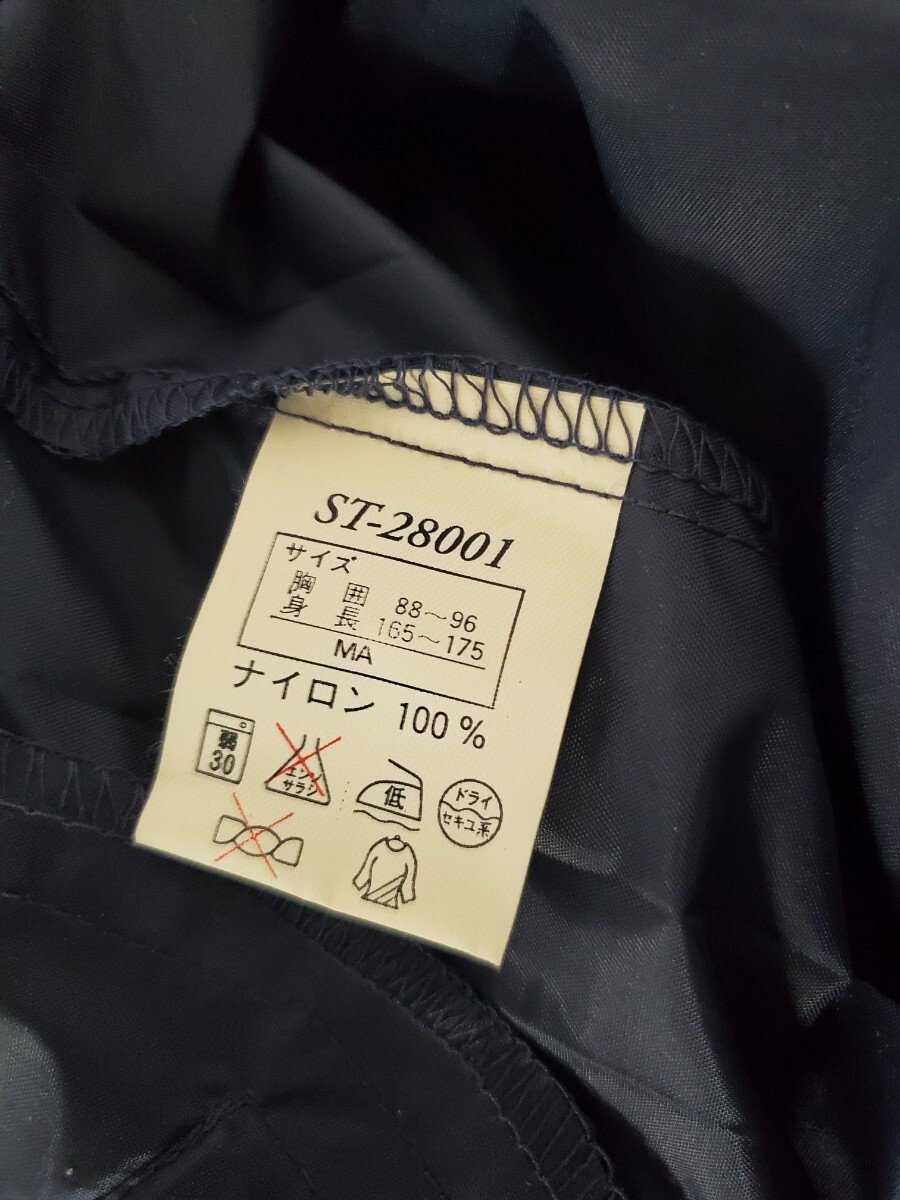 ST-28001
サイズ
胸囲 88～96
身長 165～175
MA
ナイロン 100%
弱
30
エンソ
サラシ
低
ドライ
セキユ系